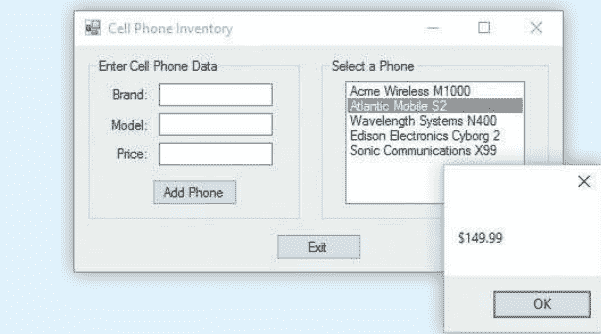 Cell Phone Inventory
Enter Cell Phone Data
Brand:
Model:
Price:
Add Phone
Select a Phone
Acme Wireless M1000
Atlantic Mobile S2
Wavelength Systems N400
Edison Electronics Cyborg 2
Sonic Communications X99
Exit
$149.99
OK